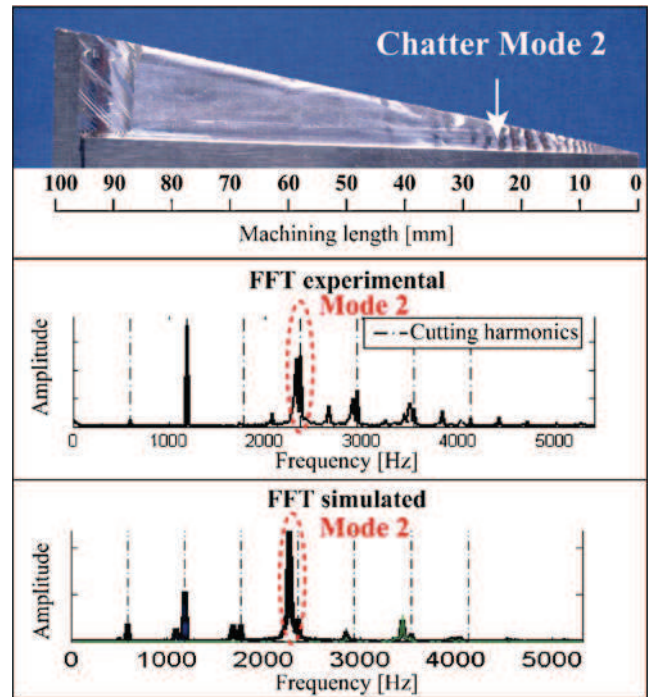 Chatter Mode 2
100 90 80 70 60 50 40 30 20 10 0
Machining length [mm]
FFT experimental
Mode 2
Cutting harmonics
Amplitude
0 1000 2000 3000 4000 5000
Frequency [Hz]
FFT simulated
Mode 2
Amplitude
0 1000 2000 3000 4000 5000
Frequency [Hz]